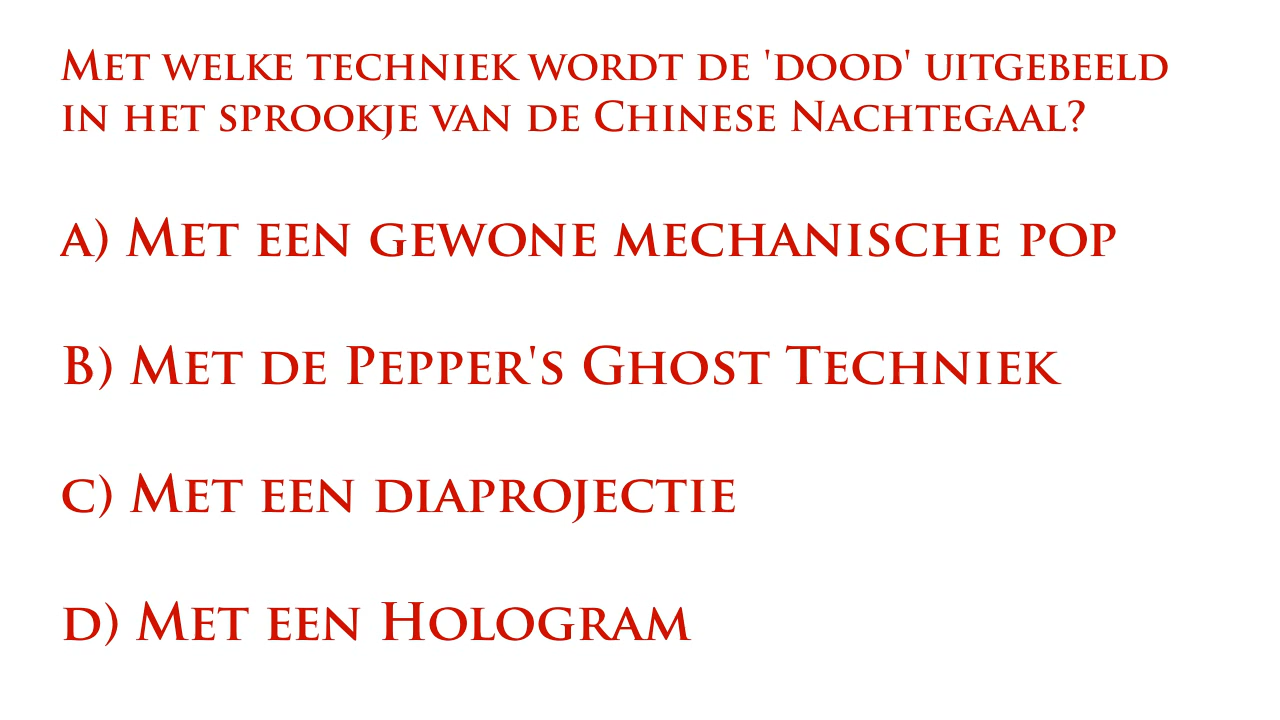 Met welke techniek wordt de 'dood' uitgebeeld
in het sprookje van de Chinese Nachtegaal?
a) Met een gewone mechanische pop
B) Met de Pepper's Ghost Techniek
c) Met een diaprojectie
d) Met een Hologram